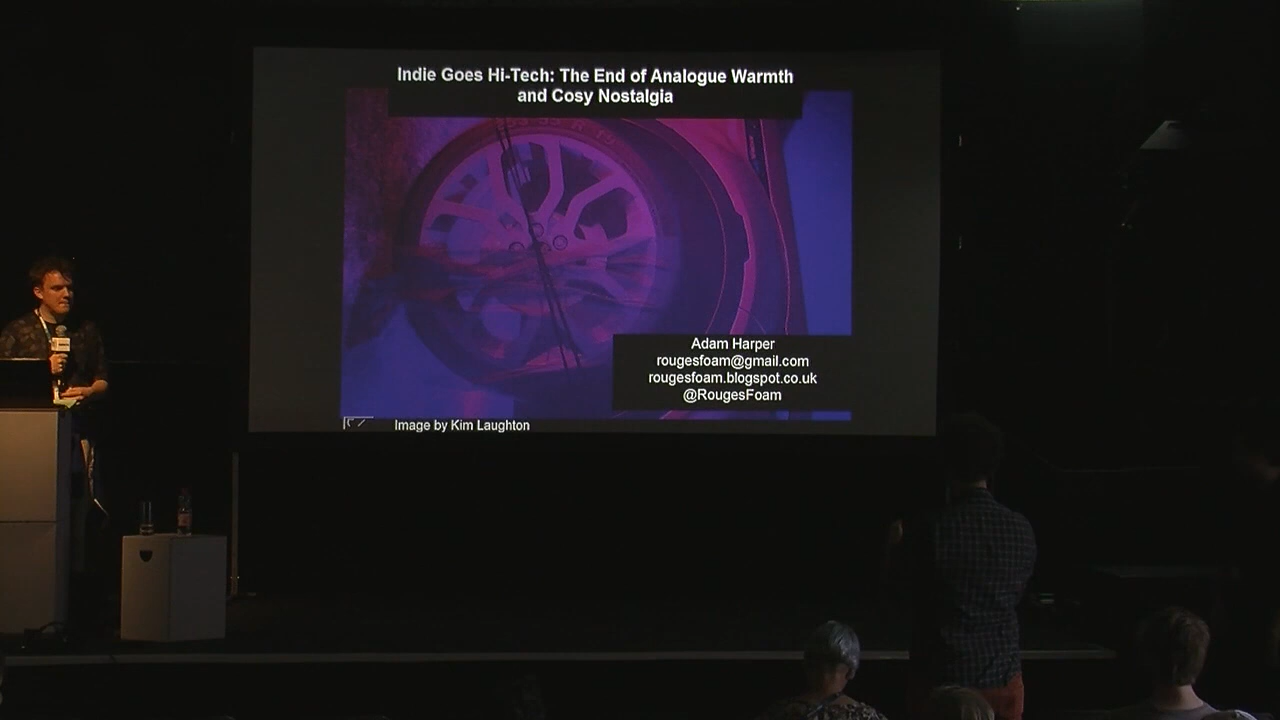 Indie Goes Hi-Tech: The End of Analogue Warmth
and Cosy Nostalgia
Adam Harper
rougesfoam@gmail.com
rougesfoam.blogspot.co.uk
@RougesFoam
Image by Kim Laughton